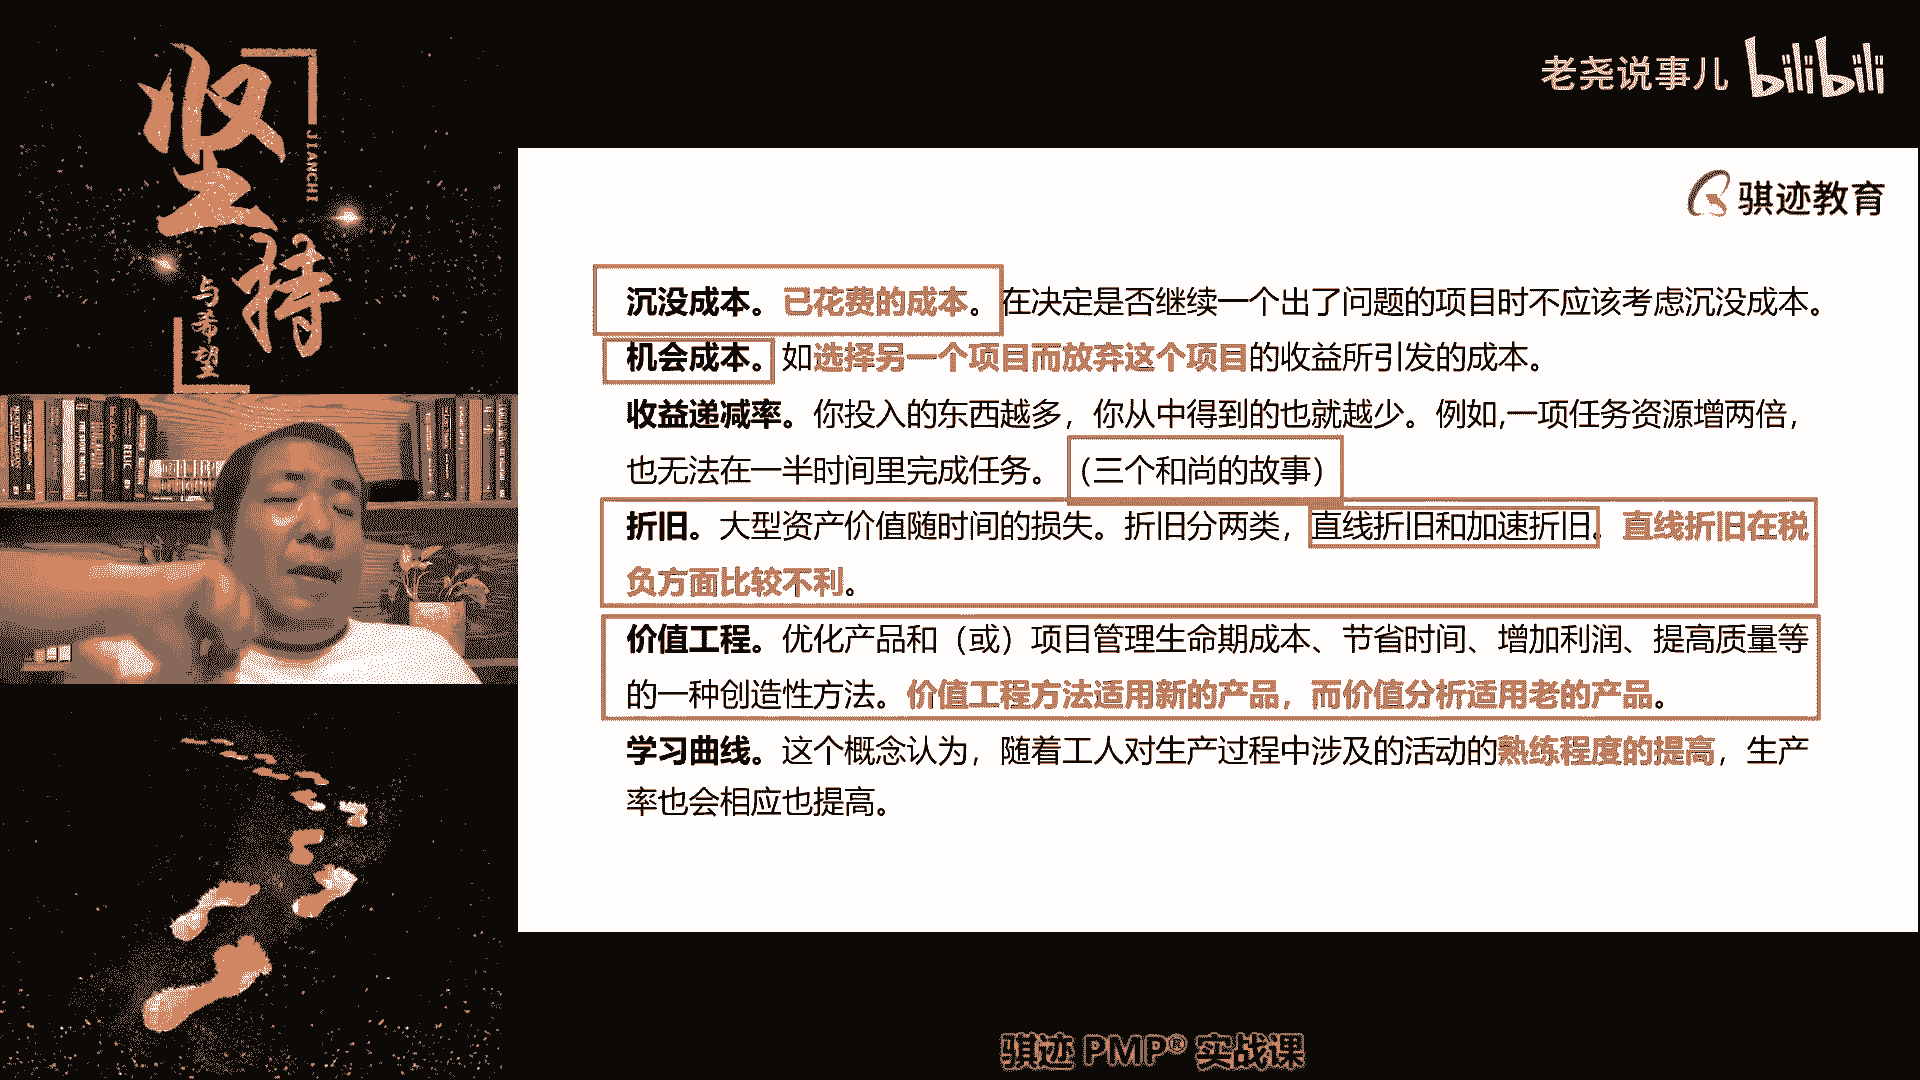 坚持
JIANCHI
与希望
老尧说事儿 bilibili
骐迹教育
沉没成本。已花费的成本。在决定是否继续一个出了问题的项目时不应该考虑沉没成本。
机会成本。如选择另一个项目而放弃这个项目的收益所引发的成本。
收益递减率。你投入的东西越多，你从中得到的也就越少。例如,一项任务资源增两倍，
也无法在一半时间里完成任务。（三个和尚的故事）
折旧。大型资产价值随时间的损失。折旧分两类，直线折旧和加速折旧。直线折旧在税
负方面比较不利。
价值工程。优化产品和（或）项目管理生命期成本、节省时间、增加利润、提高质量等
的一种创造性方法。价值工程方法适用新的产品，而价值分析适用老的产品。
学习曲线。这个概念认为，随着工人对生产过程中涉及的活动的熟练程度的提高，生产
率也会相应也提高。
骐迹 PMP® 实战课